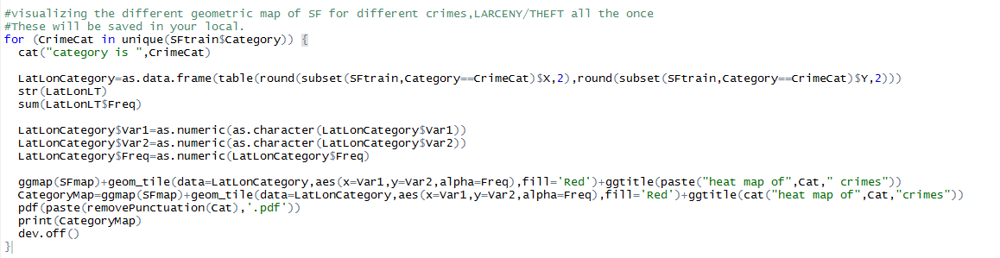 #visualizing the different geometric map of SF for different crimes,LARCENY/THEFT all the once
#These will be saved in your local.
for (CrimeCat in unique(SFtrain$Category)) {
  cat("category is ",CrimeCat)

  LatLonCategory=as.data.frame(table(round(subset(SFtrain,Category==CrimeCat)$X,2),round(subset(SFtrain,Category==CrimeCat)$Y,2)))
  str(LatLonLT)
  sum(LatLonLT$Freq)

  LatLonCategory$Var1=as.numeric(as.character(LatLonCategory$Var1))
  LatLonCategory$Var2=as.numeric(as.character(LatLonCategory$Var2))
  LatLonCategory$Freq=as.numeric(LatLonCategory$Freq)

  ggmap(SFmap)+geom_tile(data=LatLonCategory,aes(x=Var1,y=Var2,alpha=Freq),fill='Red')+ggtitle(paste("heat map of",Cat," crimes"))
  CategoryMap=ggmap(SFmap)+geom_tile(data=LatLonCategory,aes(x=Var1,y=Var2,alpha=Freq),fill='Red')+ggtitle(cat("heat map of",Cat,"crimes"))
  pdf(paste(removePunctuation(Cat),'.pdf'))
  print(CategoryMap)
  dev.off()
}